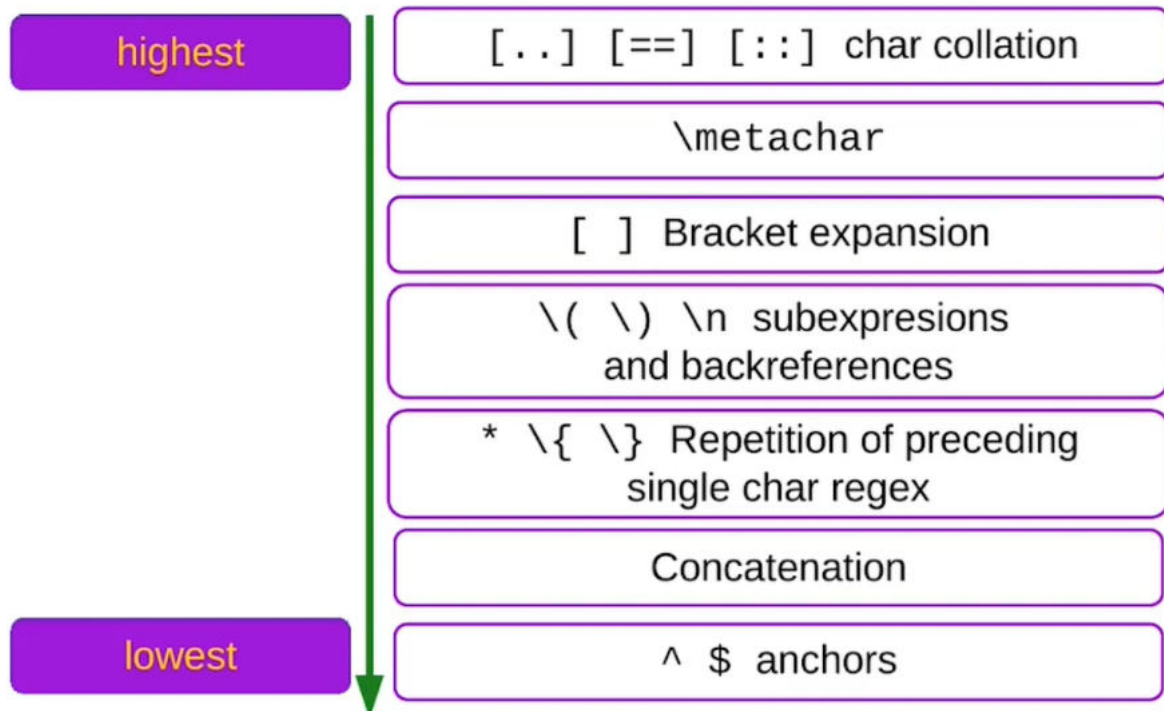 highest
[..] [==] [::] char collation
\metachar
[ ] Bracket expansion
\( \) \n subexpresions
and backreferences
* \{ \} Repetition of preceding
single char regex
Concatenation
lowest
^ $ anchors